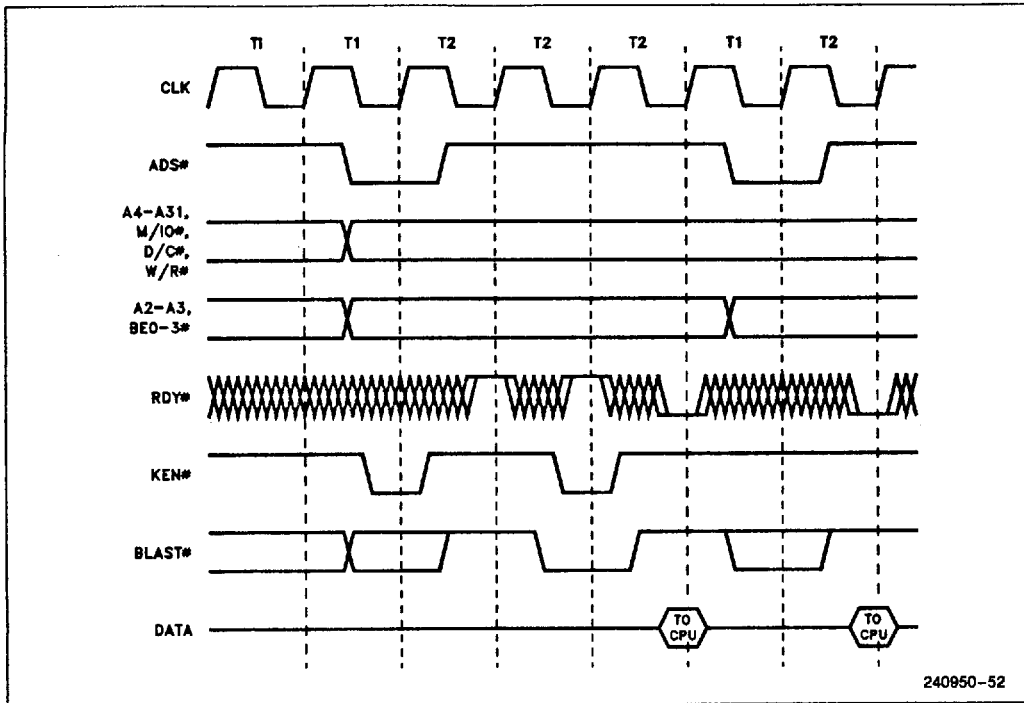 TI T1 T2 T2 T2 T1 T2
CLK
ADS#
A4-A31,
M/IO#,
D/C#,
W/R#
A2-A3,
BE0-3#
RDY#
KEN#
BLAST#
DATA
TO
CPU
TO
CPU
240950-52